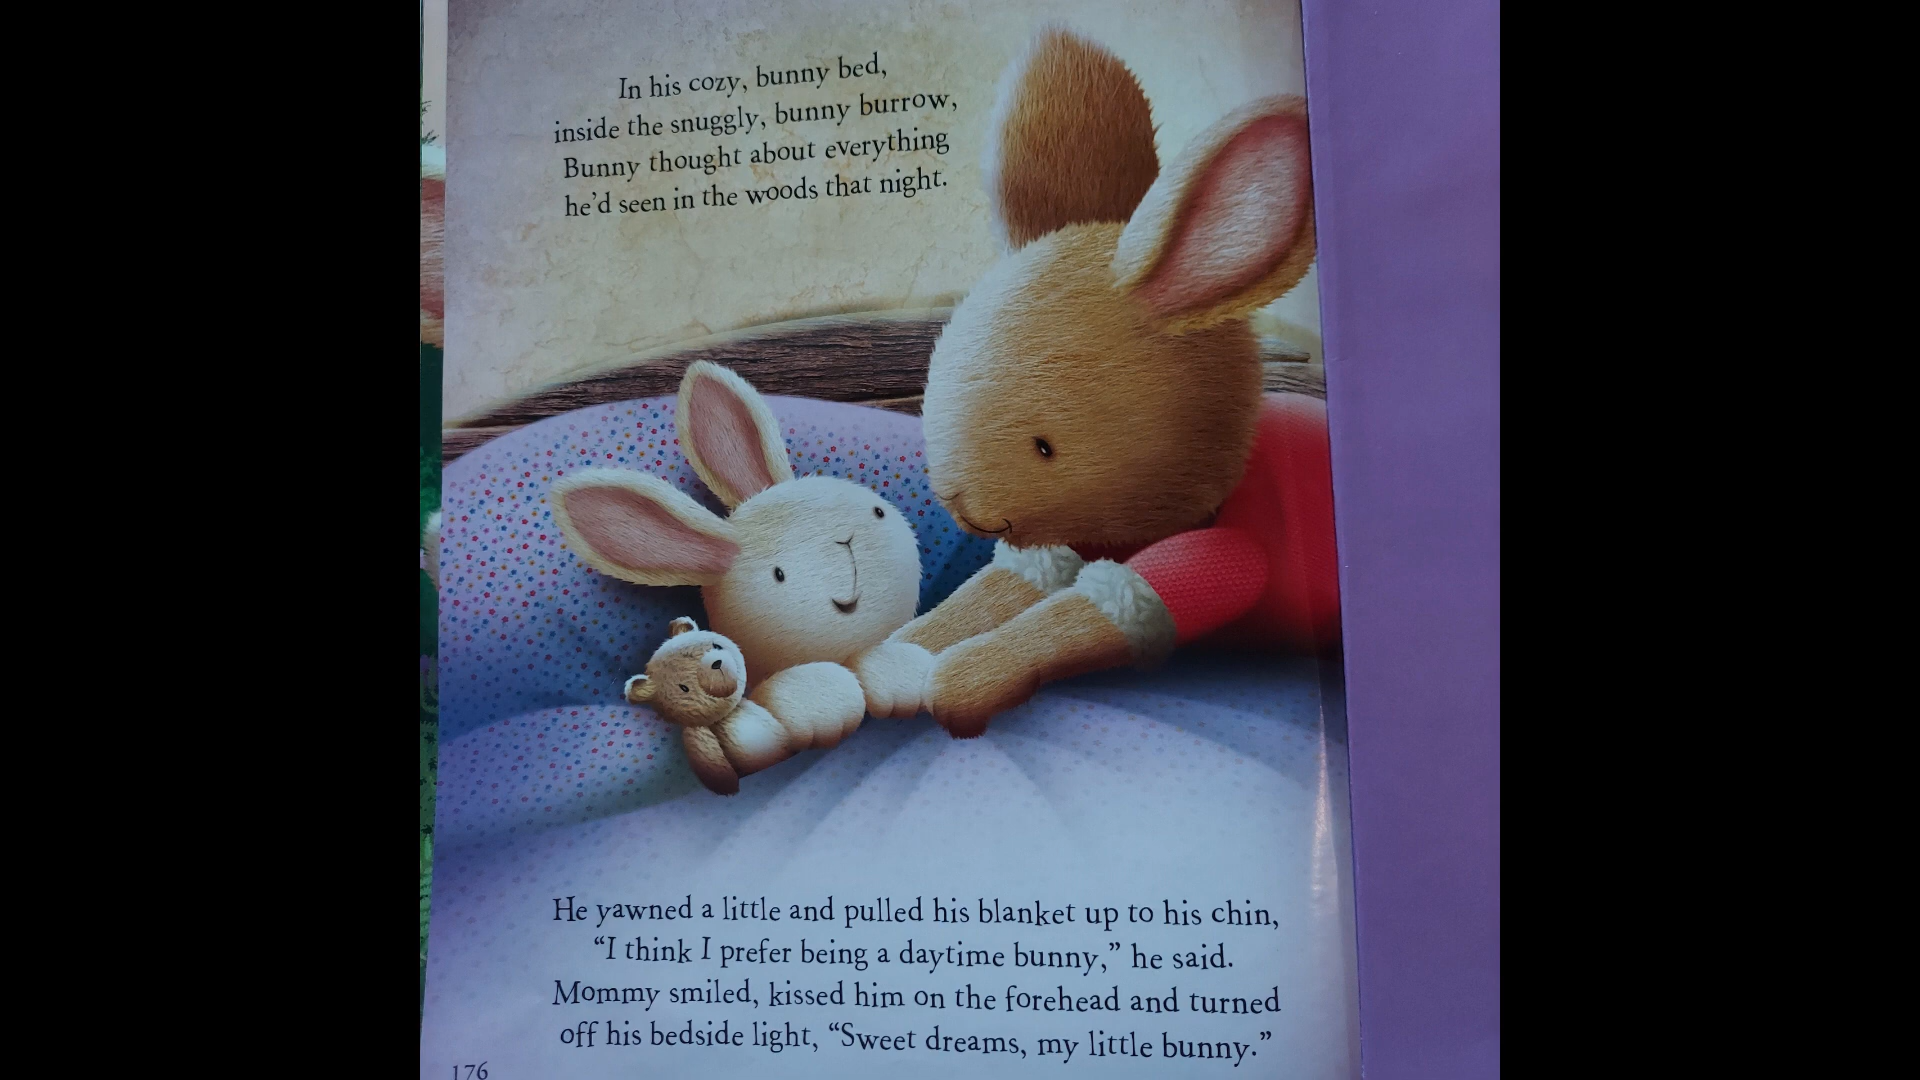 In his cozy, bunny bed,
inside the snuggly, bunny burrow,
Bunny thought about everything
he’d seen in the woods that night.
He yawned a little and pulled his blanket up to his chin,
“I think I prefer being a daytime bunny,” he said.
Mommy smiled, kissed him on the forehead and turned
off his bedside light, “Sweet dreams, my little bunny.”
176